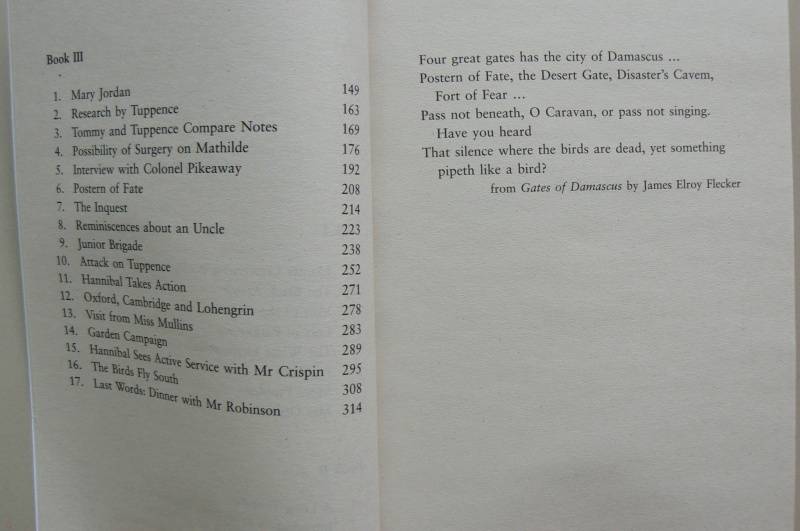 Book III
1. Mary Jordan 149
2. Research by Tuppence 163
3. Tommy and Tuppence Compare Notes 169
4. Possibility of Surgery on Mathilde 176
5. Interview with Colonel Pikeaway 192
6. Postern of Fate 208
7. The Inquest 214
8. Reminiscences about an Uncle 223
9. Junior Brigade 238
10. Attack on Tuppence 252
11. Hannibal Takes Action 271
12. Oxford, Cambridge and Lohengrin 278
13. Visit from Miss Mullins 283
14. Garden Campaign 289
15. Hannibal Sees Active Service with Mr Crispin 295
16. The Birds Fly South 308
17. Last Words: Dinner with Mr Robinson 314
Four great gates has the city of Damascus ...
Postern of Fate, the Desert Gate, Disaster's Cavern,
Fort of Fear ...
Pass not beneath, O Caravan, or pass not singing.
Have you heard
That silence where the birds are dead, yet something
pipeth like a bird?
from Gates of Damascus by James Elroy Flecker